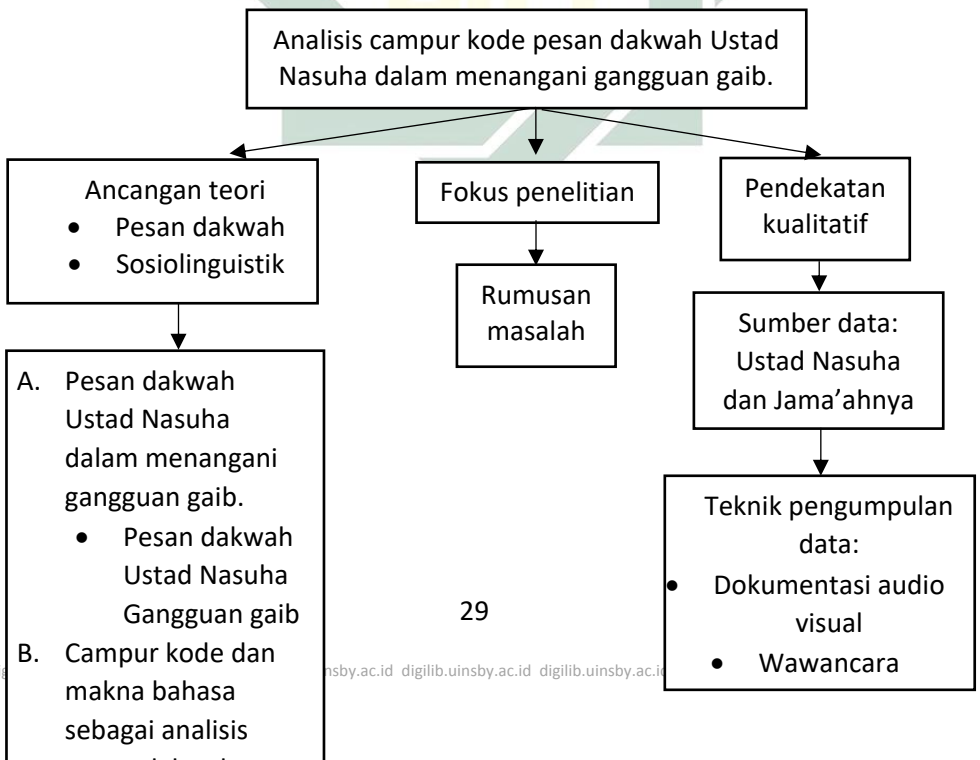 Analisis campur kode pesan dakwah Ustad
Nasuha dalam menangani gangguan gaib.
Ancangan teori
• Pesan dakwah
• Sosiolinguistik
Fokus penelitian
Pendekatan
kualitatif
Rumusan
masalah
Sumber data:
Ustad Nasuha
dan Jama’ahnya
A. Pesan dakwah
Ustad Nasuha
dalam menangani
gangguan gaib.
• Pesan dakwah
Ustad Nasuha
Gangguan gaib
B. Campur kode dan
makna bahasa
sebagai analisis
Teknik pengumpulan
data:
• Dokumentasi audio
visual
• Wawancara
29
nsby.ac.id digilib.uinsby.ac.id digilib.uinsby.ac.id